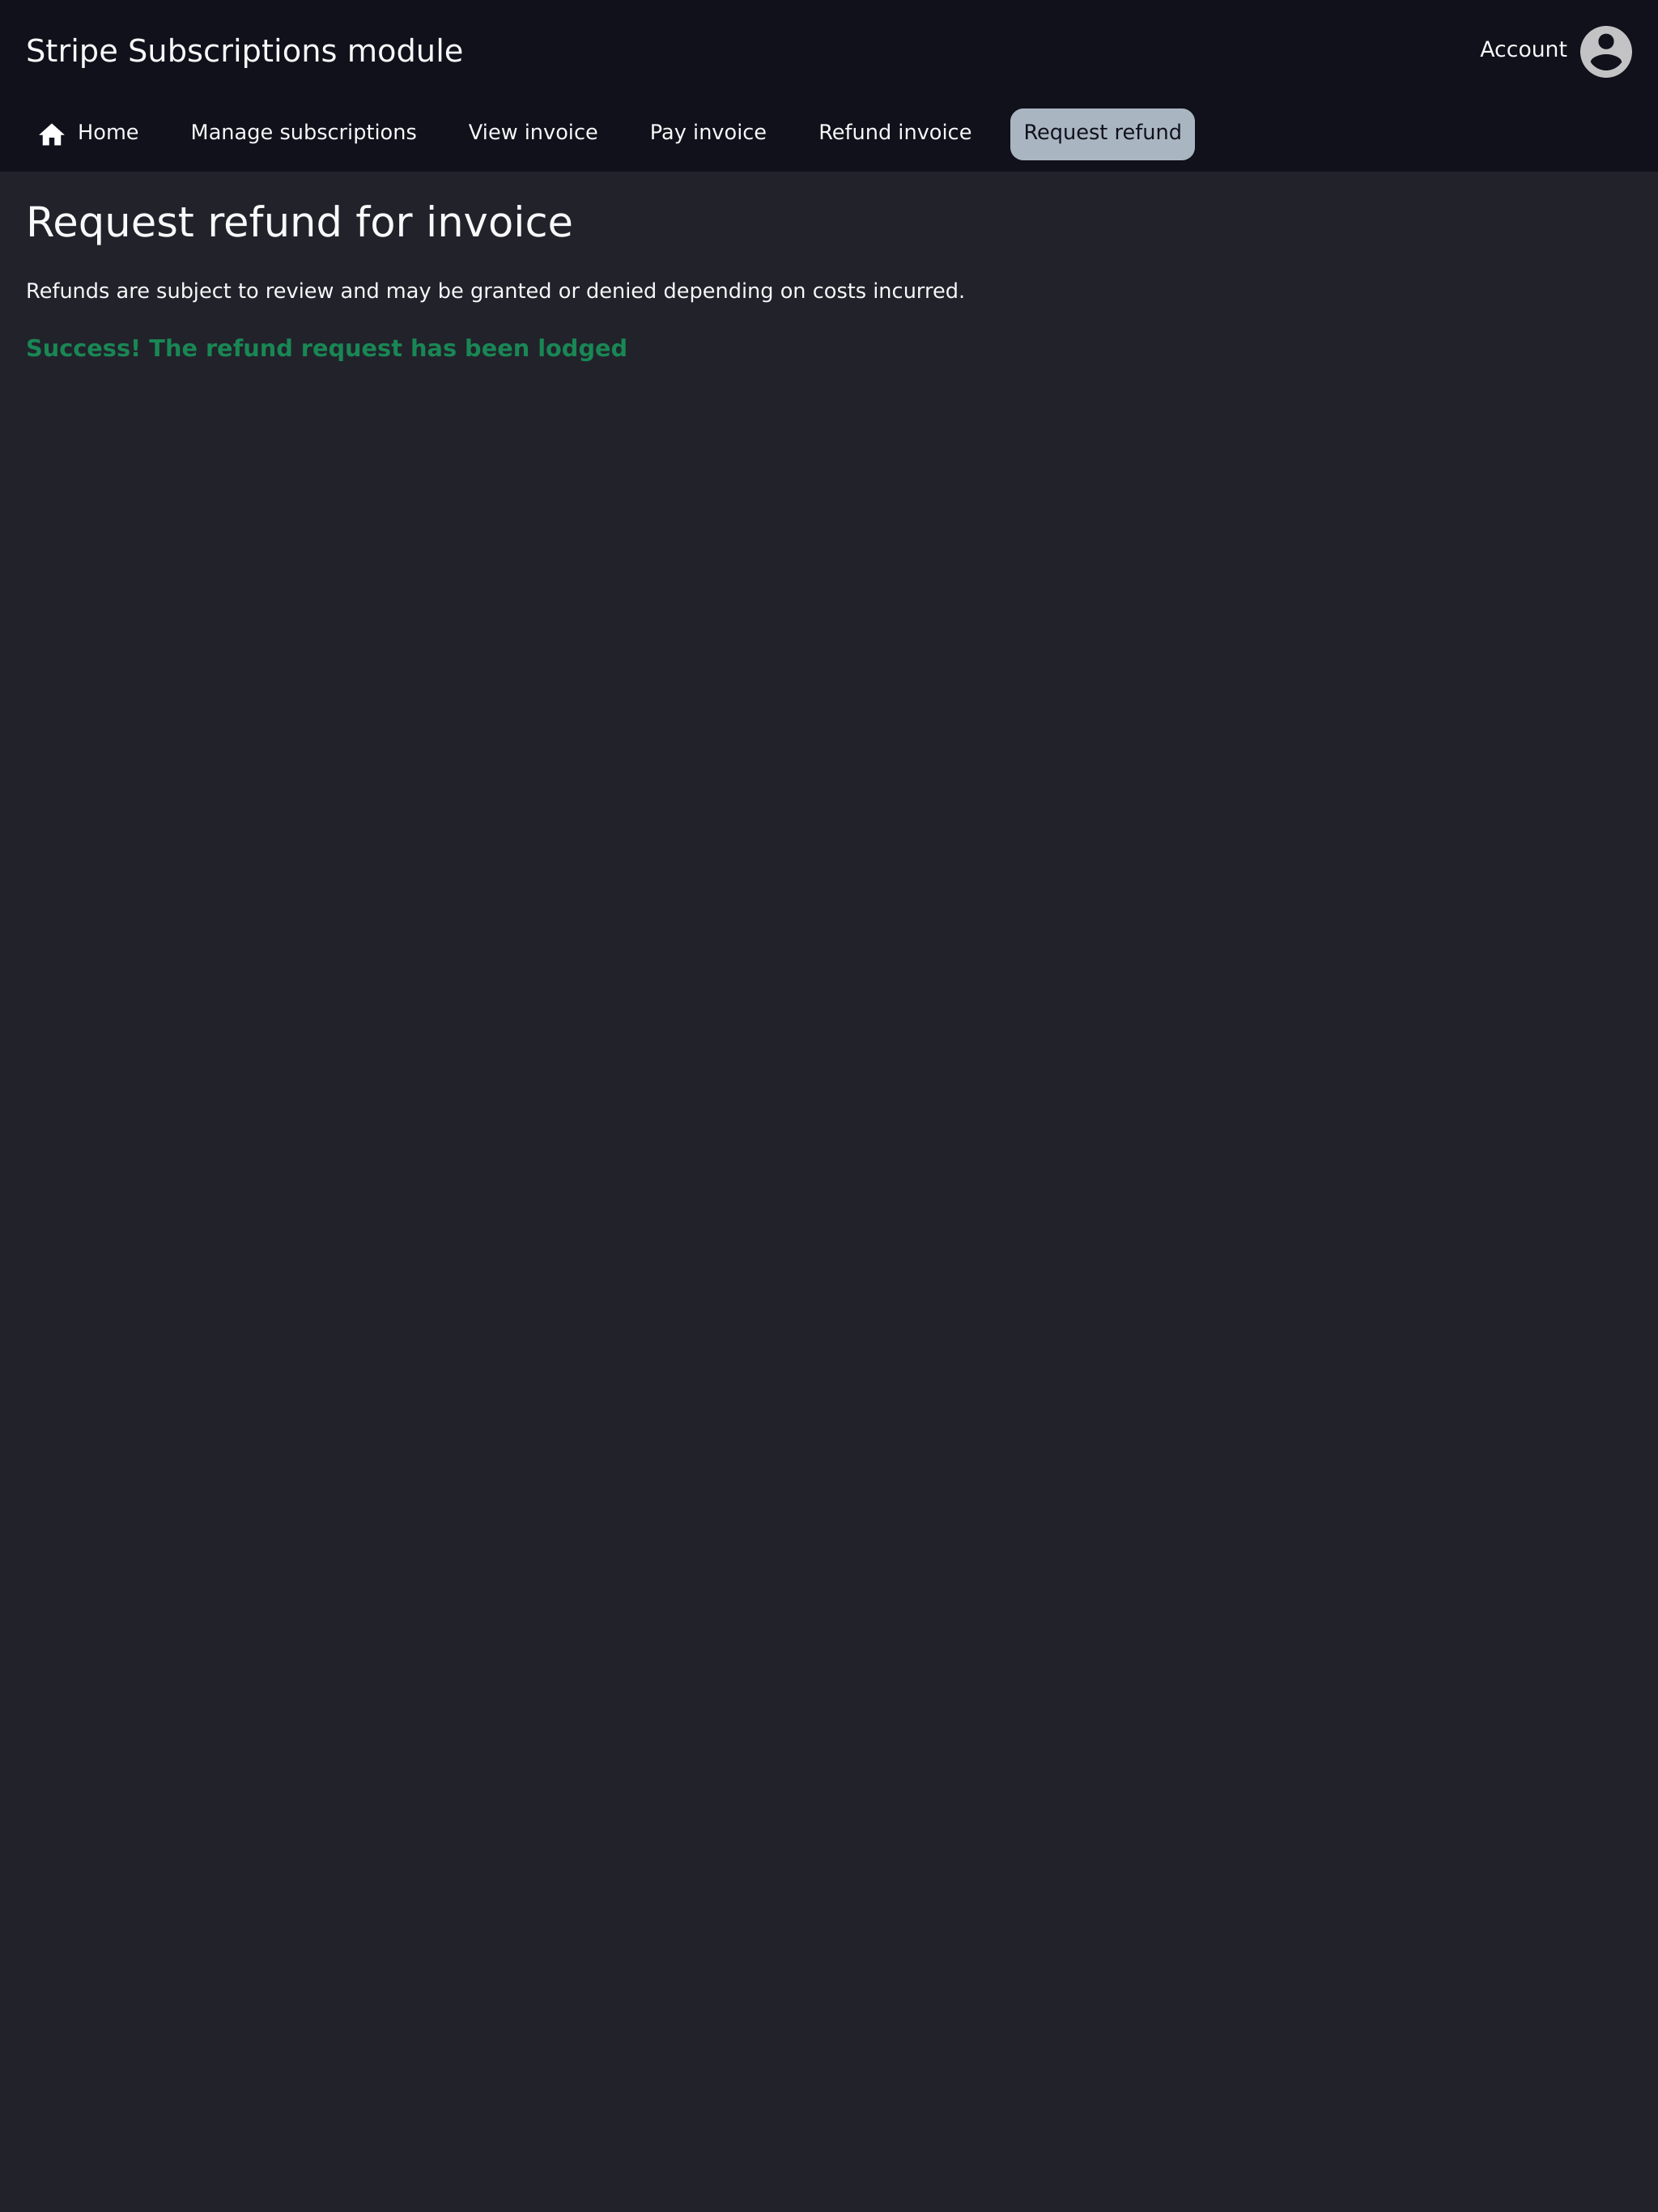 Stripe Subscriptions module
Account
Home
Manage subscriptions
View invoice
Pay invoice
Refund invoice
Request refund
Request refund for invoice
Refunds are subject to review and may be granted or denied depending on costs incurred.
Success! The refund request has been lodged